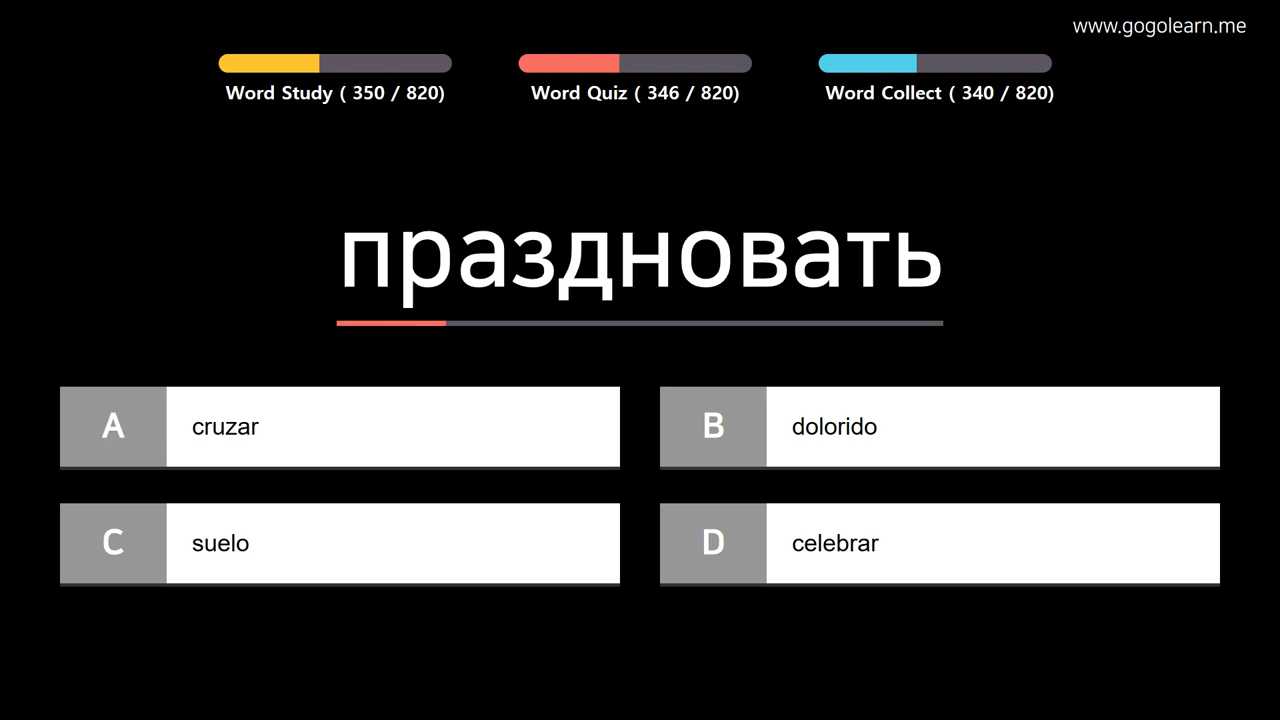 www.gogolearn.me
Word Study ( 350 / 820)
Word Quiz ( 346 / 820)
Word Collect ( 340 / 820)
праздновать
A cruzar
B dolorido
C suelo
D celebrar